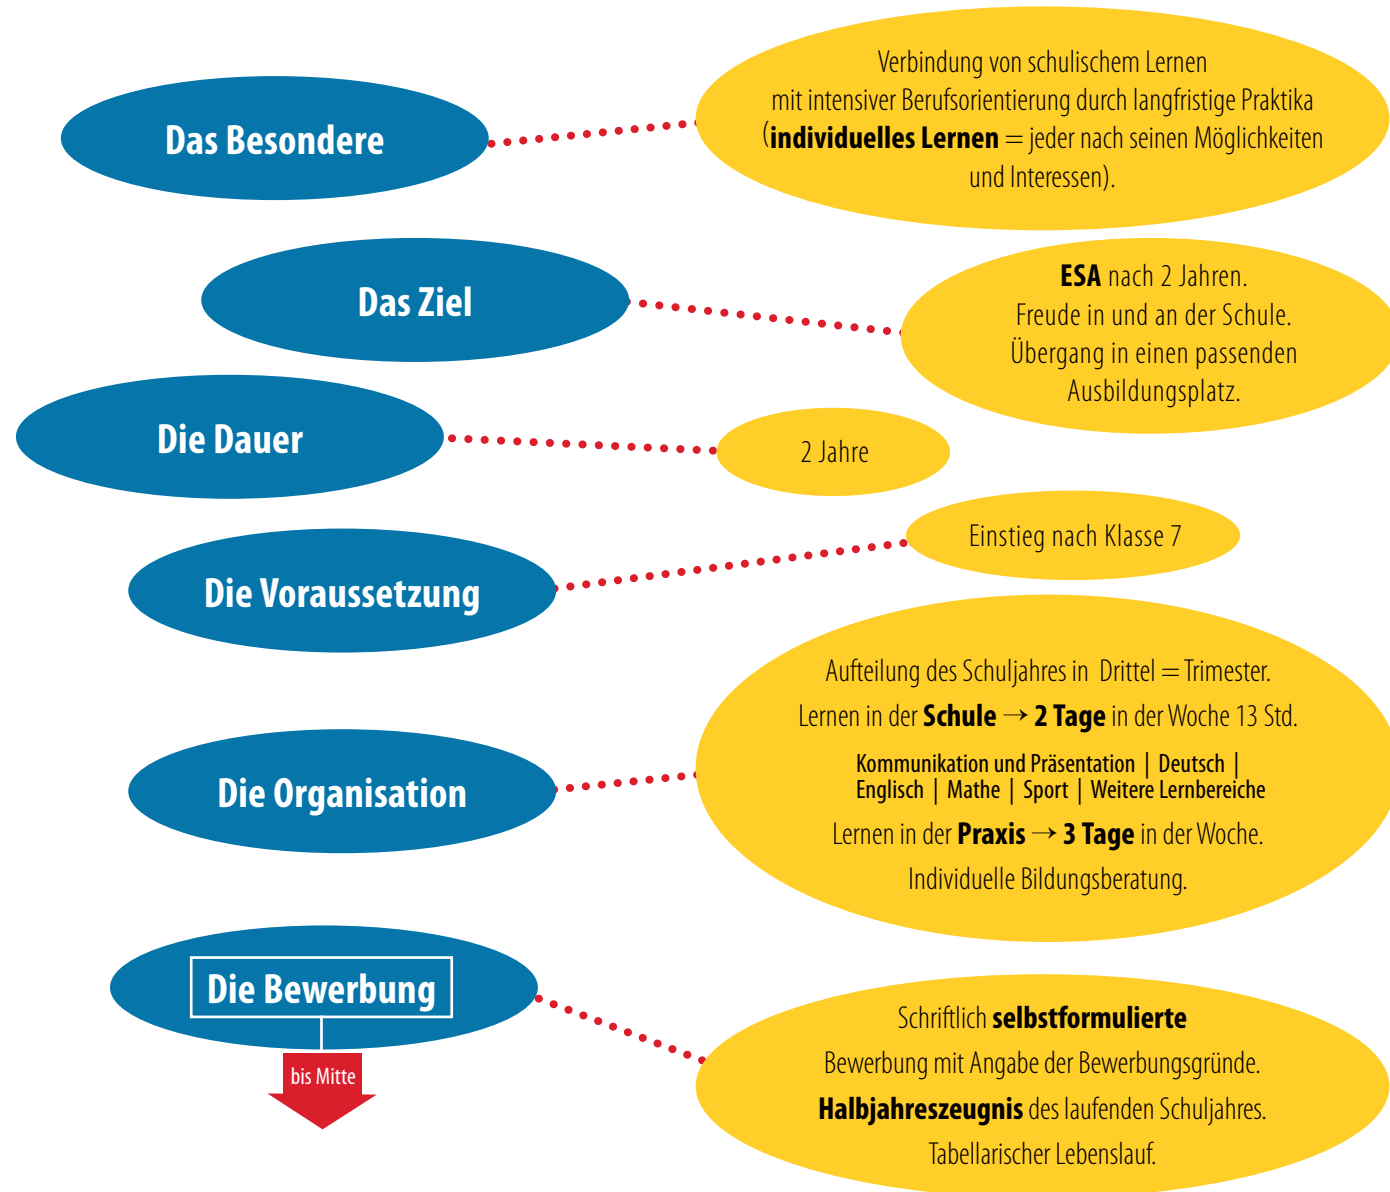 Das Besondere
Verbindung von schulischem Lernen
mit intensiver Berufsorientierung durch langfristige Praktika
(individuelles Lernen = jeder nach seinen Möglichkeiten
und Interessen).
Das Ziel
ESA nach 2 Jahren.
Freude in und an der Schule.
Übergang in einen passenden
Ausbildungsplatz.
Die Dauer
2 Jahre
Die Voraussetzung
Einstieg nach Klasse 7
Die Organisation
Aufteilung des Schuljahres in Drittel = Trimester.
Lernen in der Schule → 2 Tage in der Woche 13 Std.
Kommunikation und Präsentation | Deutsch |
Englisch | Mathe | Sport | Weitere Lernbereiche
Lernen in der Praxis → 3 Tage in der Woche.
Individuelle Bildungsberatung.
Die Bewerbung
bis Mitte
Schriftlich selbstformulierte
Bewerbung mit Angabe der Bewerbungsgründe.
Halbjahreszeugnis des laufenden Schuljahres.
Tabellarischer Lebenslauf.